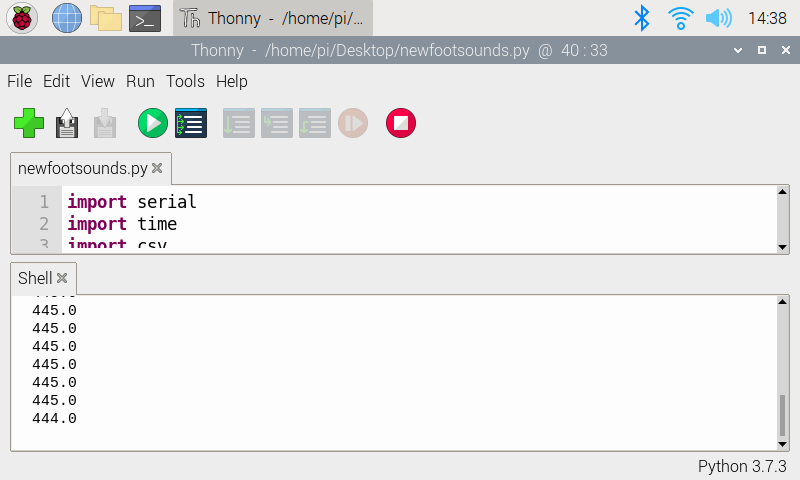 Thonny - /home/pi/...
14:38
Thonny - /home/pi/Desktop/newfootsounds.py @ 40 : 33
File Edit View Run Tools Help
newfootsounds.py
1 import serial
2 import time
3 import csv
Shell
445.0
445.0
445.0
445.0
445.0
445.0
444.0
Python 3.7.3